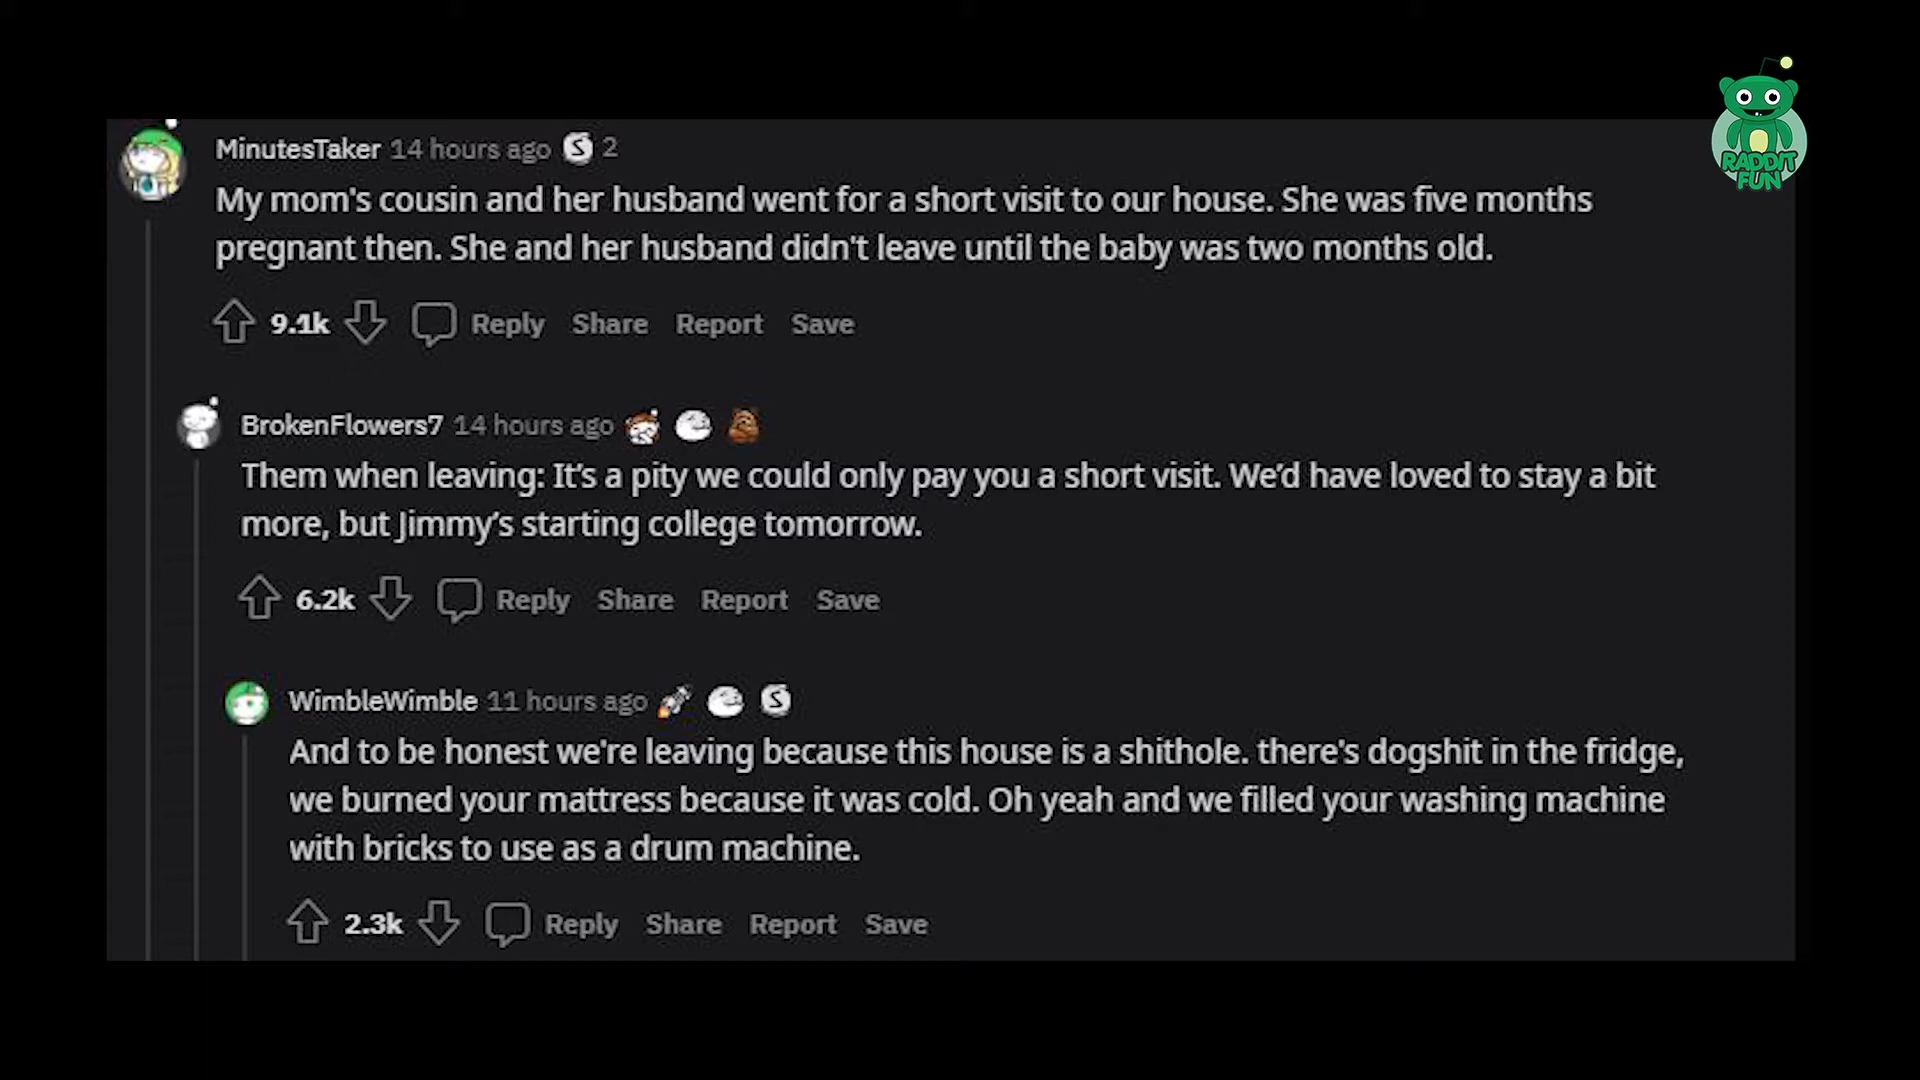 RADDIT
FUN
MinutesTaker 14 hours ago S 2
My mom's cousin and her husband went for a short visit to our house. She was five months
pregnant then. She and her husband didn't leave until the baby was two months old.
9.1k Reply Share Report Save
BrokenFlowers7 14 hours ago
Them when leaving: It’s a pity we could only pay you a short visit. We’d have loved to stay a bit
more, but Jimmy’s starting college tomorrow.
6.2k Reply Share Report Save
WimbleWimble 11 hours ago S
And to be honest we're leaving because this house is a shithole. there's dogshit in the fridge,
we burned your mattress because it was cold. Oh yeah and we filled your washing machine
with bricks to use as a drum machine.
2.3k Reply Share Report Save